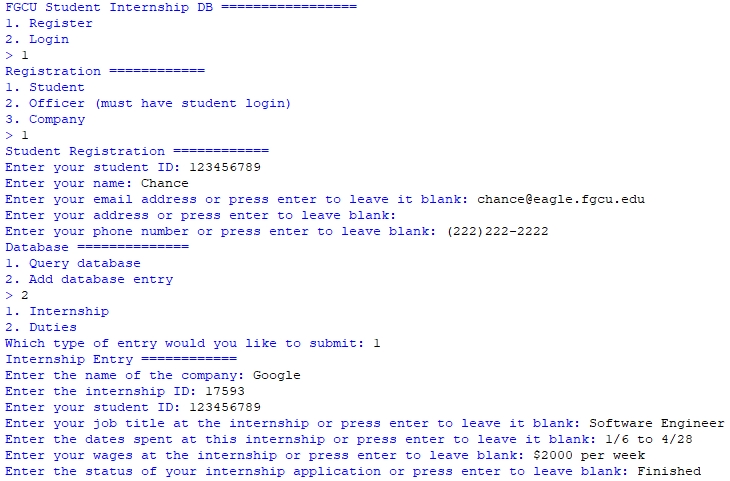 FGCU Student Internship DB =================
1. Register
2. Login
> 1
Registration ============
1. Student
2. Officer (must have student login)
3. Company
> 1
Student Registration ============
Enter your student ID: 123456789
Enter your name: Chance
Enter your email address or press enter to leave it blank: chance@eagle.fgcu.edu
Enter your address or press enter to leave blank:
Enter your phone number or press enter to leave blank: (222)222-2222
Database ==============
1. Query database
2. Add database entry
> 2
1. Internship
2. Duties
Which type of entry would you like to submit: 1
Internship Entry ============
Enter the name of the company: Google
Enter the internship ID: 17593
Enter your student ID: 123456789
Enter your job title at the internship or press enter to leave it blank: Software Engineer
Enter the dates spent at this internship or press enter to leave it blank: 1/6 to 4/28
Enter your wages at the internship or press enter to leave blank: $2000 per week
Enter the status of your internship application or press enter to leave blank: Finished